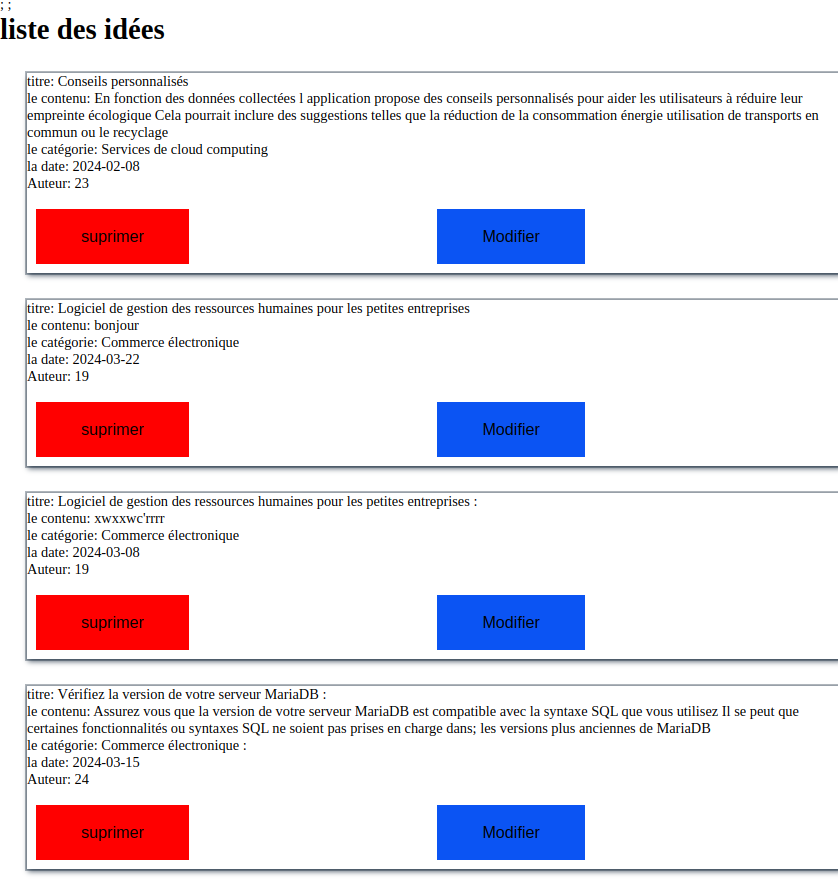 ; ;
liste des idées
titre: Conseils personnalisés
le contenu: En fonction des données collectées l application propose des conseils personnalisés pour aider les utilisateurs à réduire leur
empreinte écologique Cela pourrait inclure des suggestions telles que la réduction de la consommation énergie utilisation de transports en
commun ou le recyclage
le catégorie: Services de cloud computing
la date: 2024-02-08
Auteur: 23
suprimer Modifier
titre: Logiciel de gestion des ressources humaines pour les petites entreprises
le contenu: bonjour
le catégorie: Commerce électronique
la date: 2024-03-22
Auteur: 19
suprimer Modifier
titre: Logiciel de gestion des ressources humaines pour les petites entreprises :
le contenu: xwxxwc'rrrr
le catégorie: Commerce électronique
la date: 2024-03-08
Auteur: 19
suprimer Modifier
titre: Vérifiez la version de votre serveur MariaDB :
le contenu: Assurez vous que la version de votre serveur MariaDB est compatible avec la syntaxe SQL que vous utilisez Il se peut que
certaines fonctionnalités ou syntaxes SQL ne soient pas prises en charge dans; les versions plus anciennes de MariaDB
le catégorie: Commerce électronique :
la date: 2024-03-15
Auteur: 24
suprimer Modifier